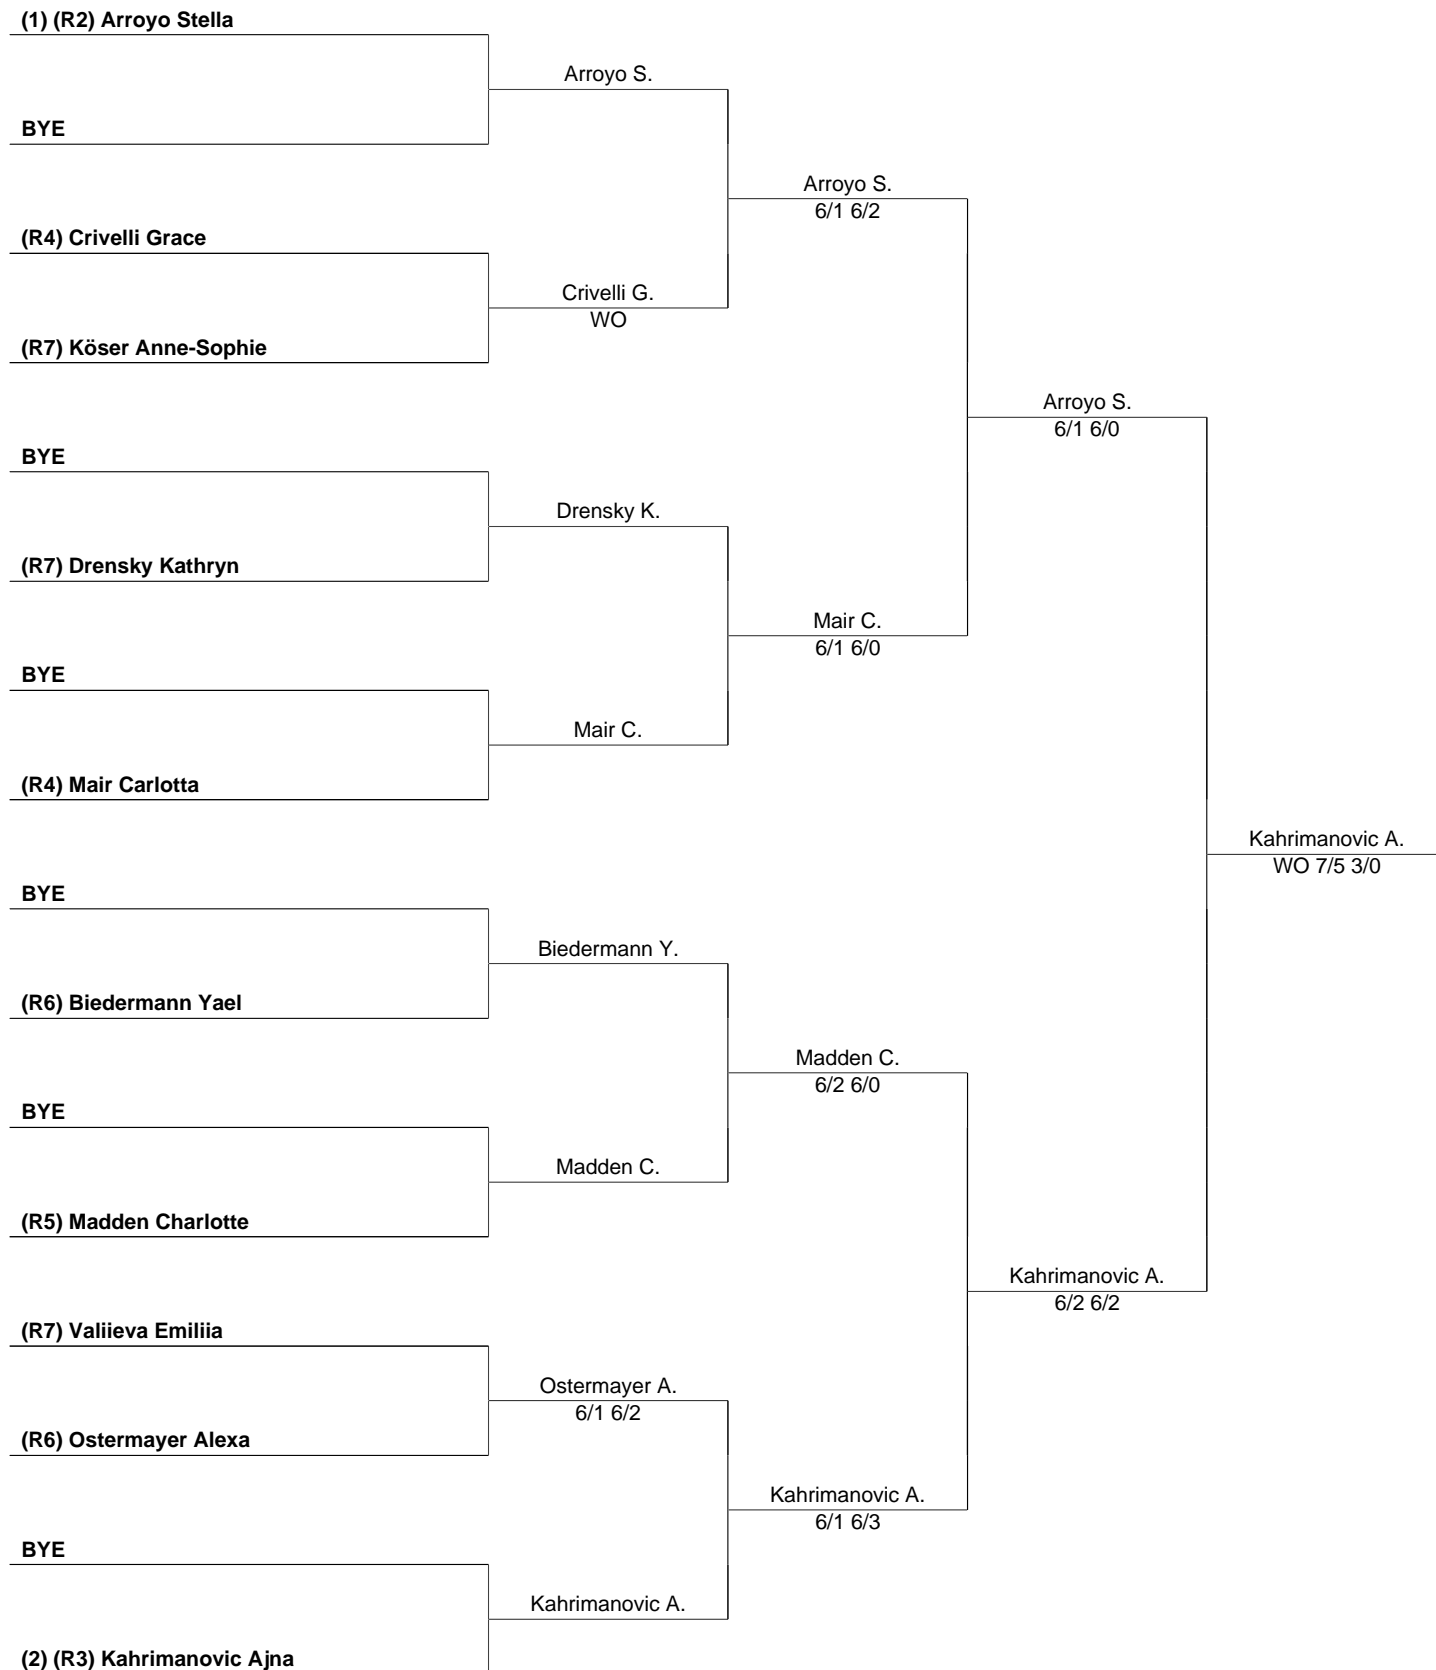 (1) (R2) Arroyo Stella
Arroyo S.
BYE
Arroyo S.
6/1 6/2
(R4) Crivelli Grace
Crivelli G.
WO
(R7) Köser Anne-Sophie
Arroyo S.
6/1 6/0
BYE
Drensky K.
(R7) Drensky Kathryn
Mair C.
6/1 6/0
BYE
Mair C.
(R4) Mair Carlotta
Kahrimanovic A.
WO 7/5 3/0
BYE
Biedermann Y.
(R6) Biedermann Yael
Madden C.
6/2 6/0
BYE
Madden C.
(R5) Madden Charlotte
Kahrimanovic A.
6/2 6/2
(R7) Valiieva Emiliia
Ostermayer A.
6/1 6/2
(R6) Ostermayer Alexa
Kahrimanovic A.
6/1 6/3
BYE
Kahrimanovic A.
(2) (R3) Kahrimanovic Ajna